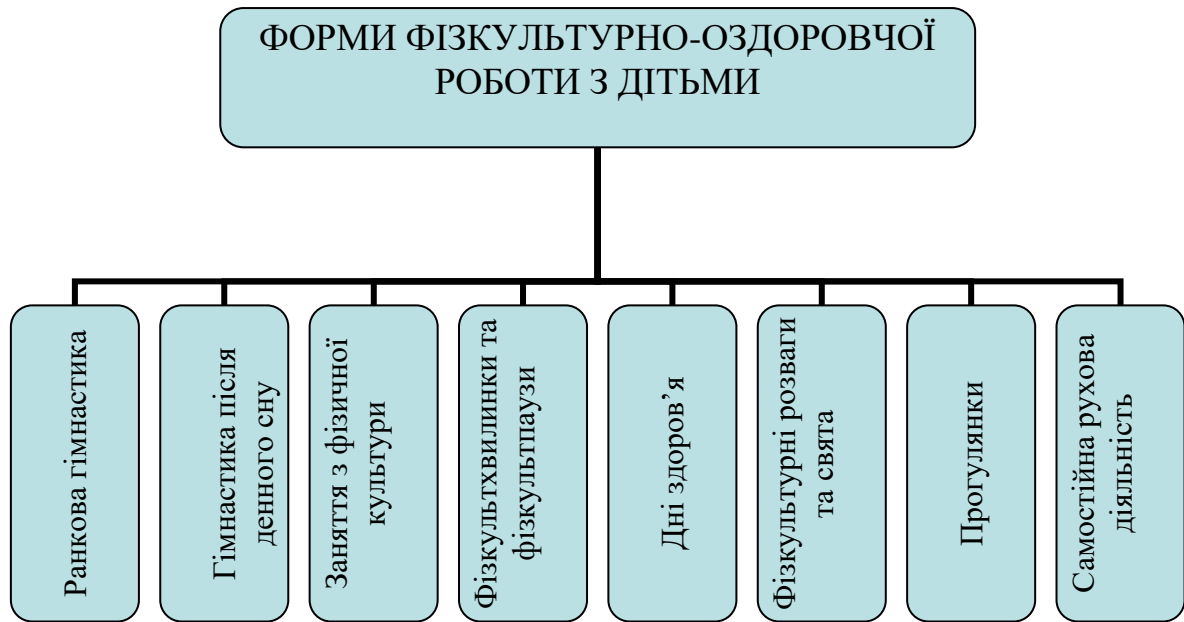 ФОРМИ ФІЗКУЛЬТУРНО-ОЗДОРОВЧОЇ
РОБОТИ З ДІТЬМИ
Ранкова гімнастика
Гімнастика після
денного сну
Заняття з фізичної
культури
Фізкультхвилинки та
фізкультпаузи
Дні здоров’я
Фізкультурні розваги
та свята
Прогулянки
Самостійна рухова
діяльність